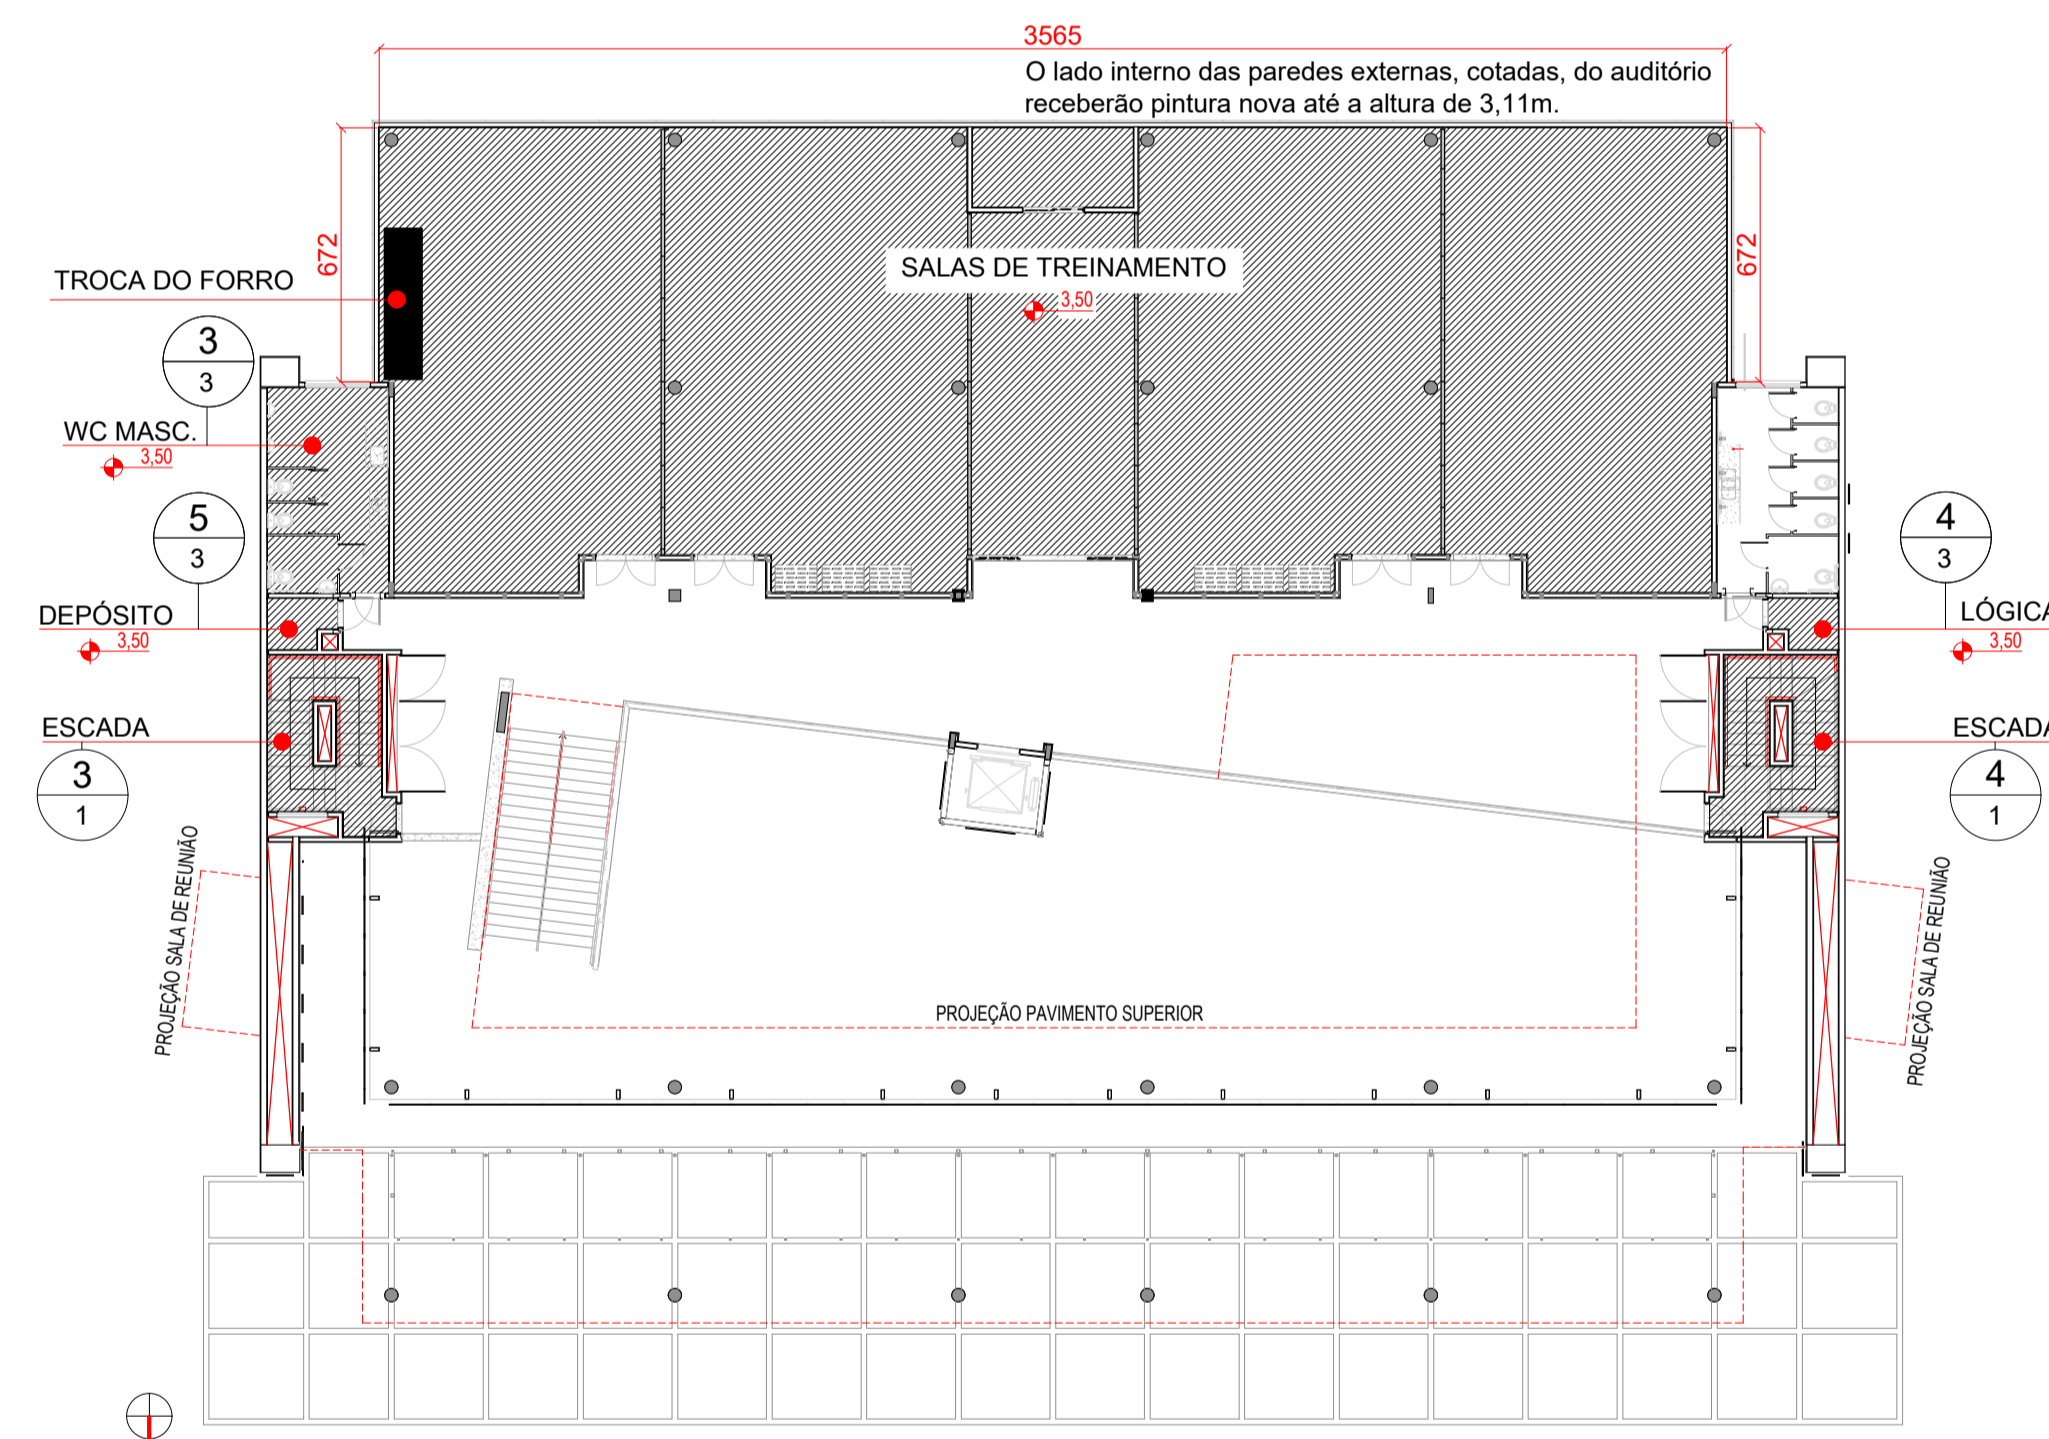 3565
O lado interno das paredes externas, cotadas, do auditório
receberão pintura nova até a altura de 3,11m.
672
672
SALAS DE TREINAMENTO
3,50
TROCA DO FORRO
3
3
WC MASC.
3,50
5
3
DEPÓSITO
3,50
ESCADA
3
1
4
3
LÓGICA
3,50
ESCADA
4
1
PROJEÇÃO SALA DE REUNIÃO
PROJEÇÃO SALA DE REUNIÃO
PROJEÇÃO PAVIMENTO SUPERIOR